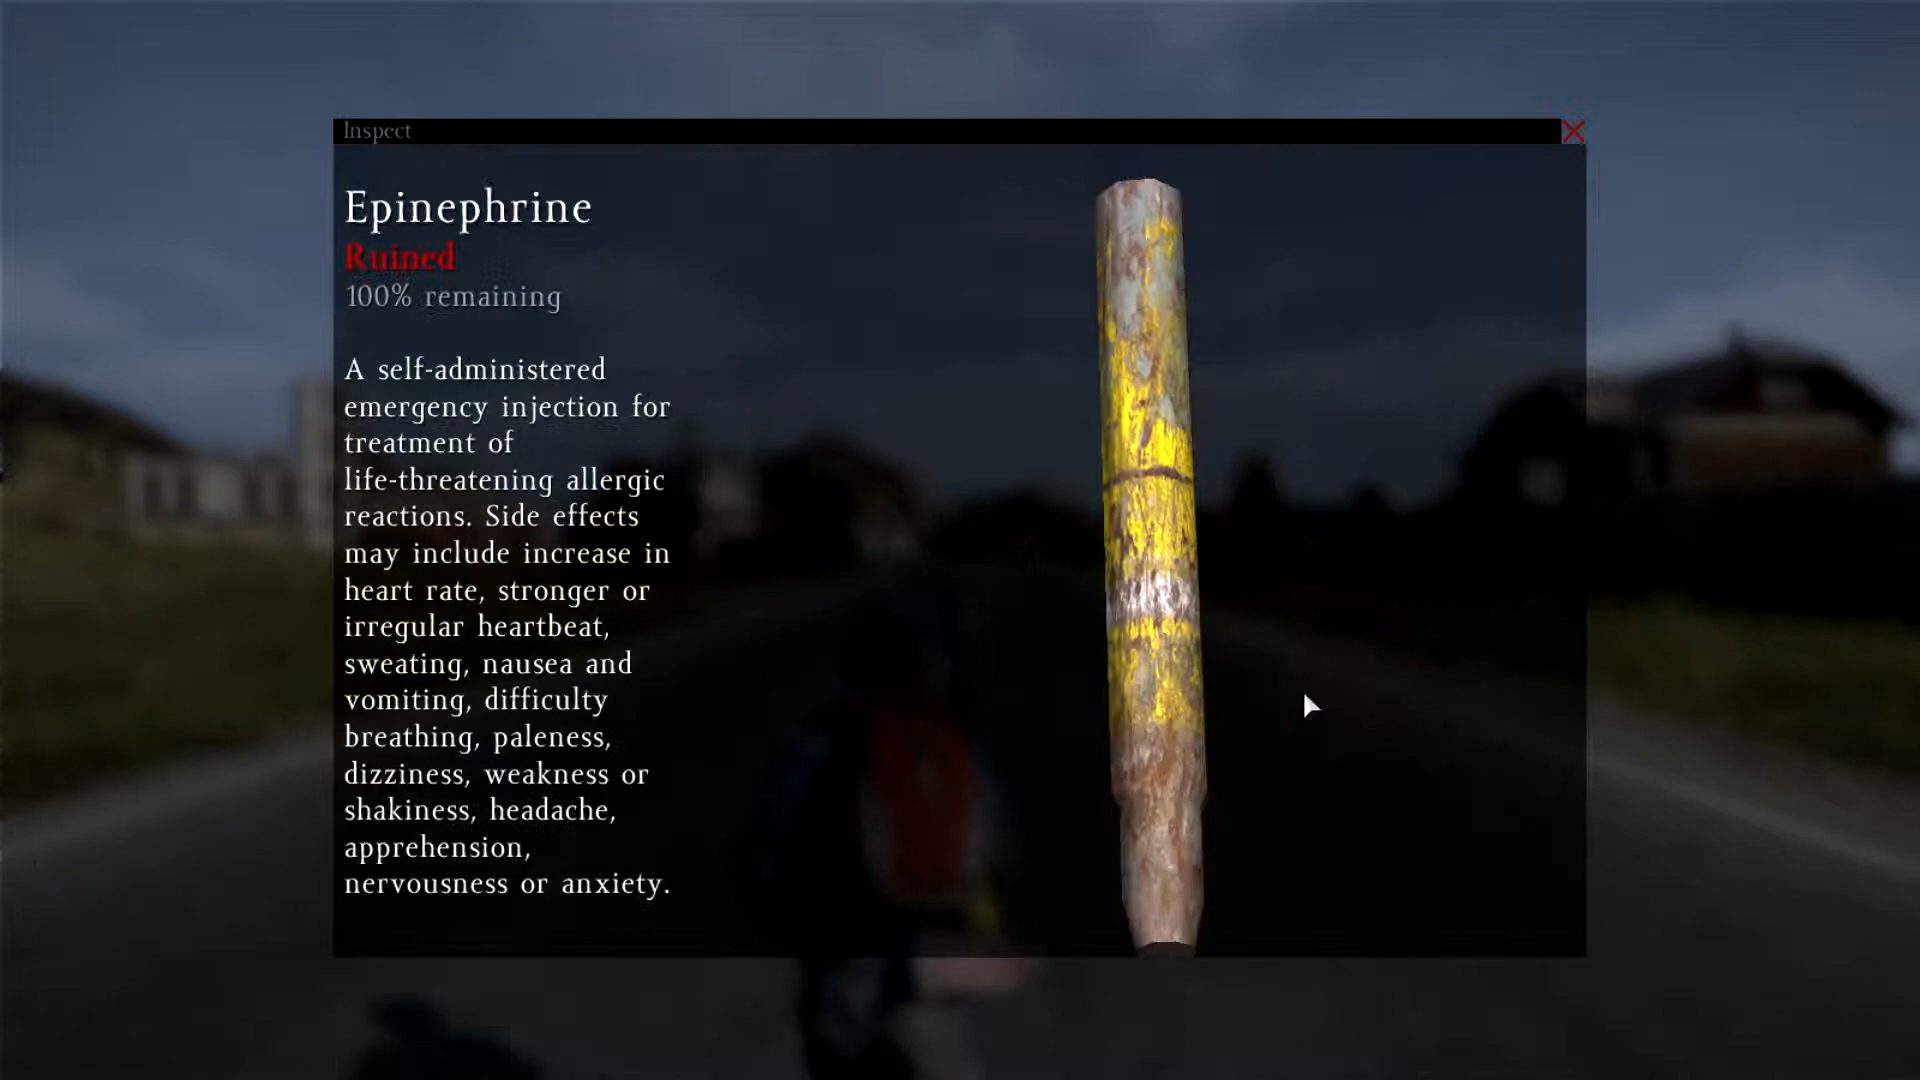 Inspect
Epinephrine
Ruined
100% remaining
A self-administered
emergency injection for
treatment of
life-threatening allergic
reactions. Side effects
may include increase in
heart rate, stronger or
irregular heartbeat,
sweating, nausea and
vomiting, difficulty
breathing, paleness,
dizziness, weakness or
shakiness, headache,
apprehension,
nervousness or anxiety.